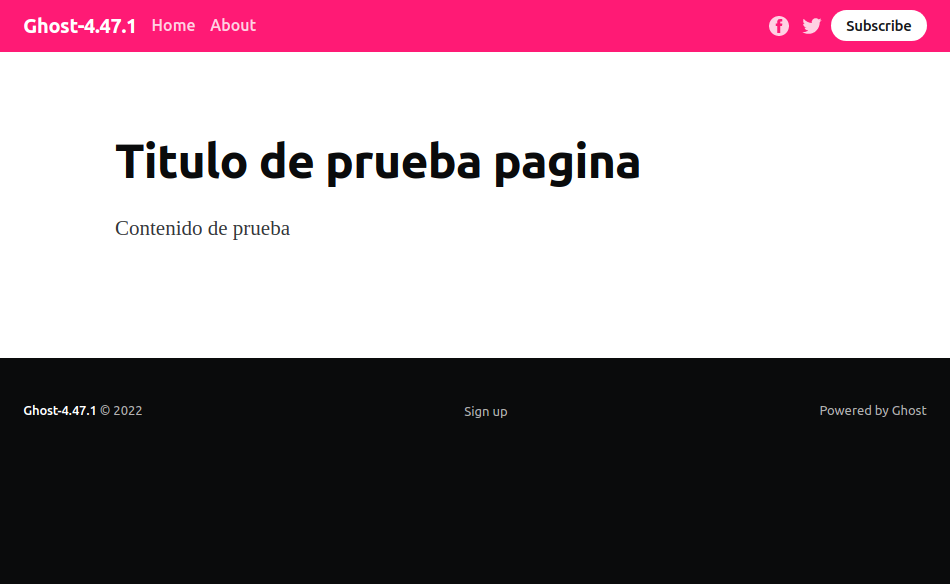 Ghost-4.47.1 Home About Subscribe
Titulo de prueba pagina
Contenido de prueba
Ghost-4.47.1 © 2022 Sign up Powered by Ghost